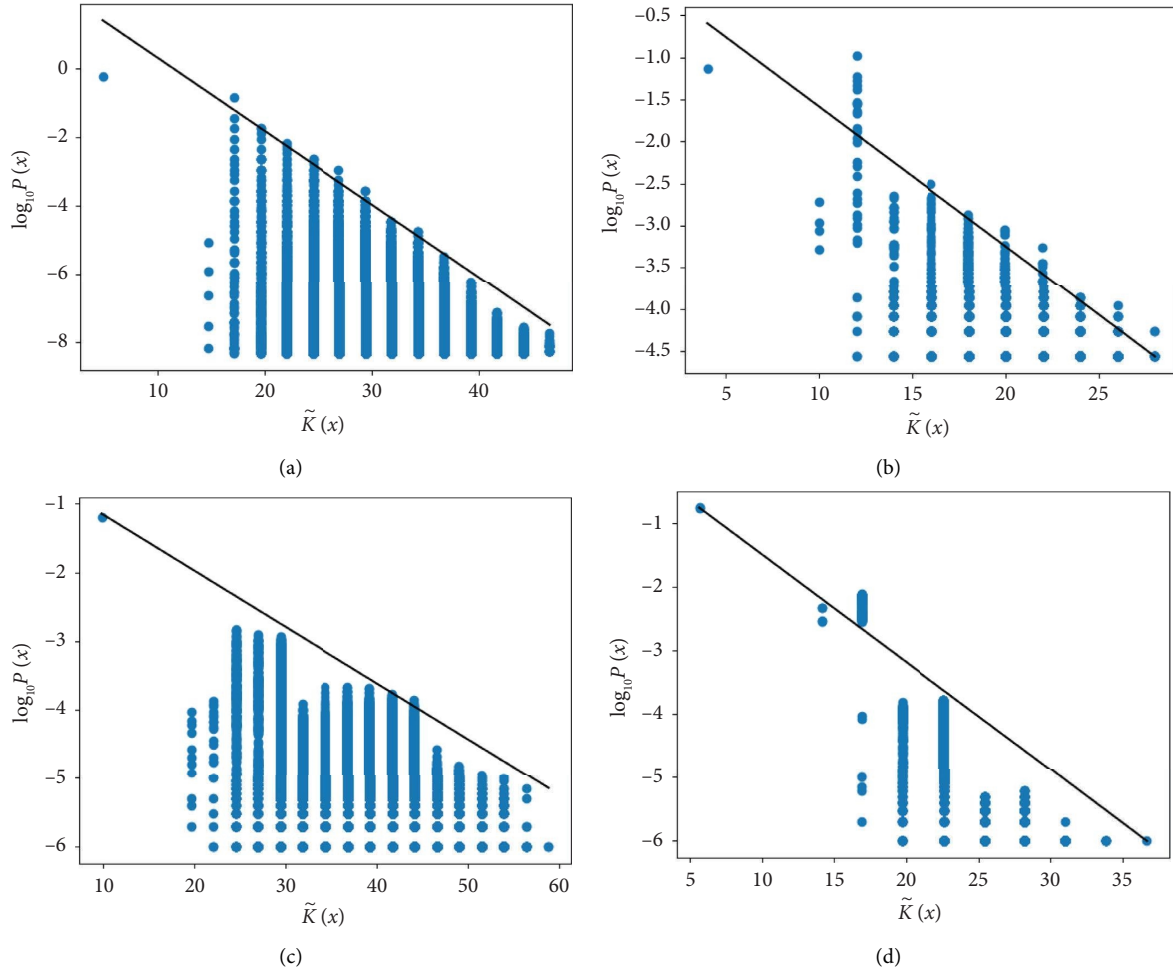 log₁₀P (x)
0
−2
−4
−6
−8
10 20 30 40
K̃ (x)
(a)
log₁₀P (x)
−0.5
−1.0
−1.5
−2.0
−2.5
−3.0
−3.5
−4.0
−4.5
5 10 15 20 25
K̃ (x)
(b)
log₁₀P (x)
−1
−2
−3
−4
−5
−6
10 20 30 40 50 60
K̃ (x)
(c)
log₁₀P (x)
−1
−2
−3
−4
−5
−6
5 10 15 20 25 30 35
K̃ (x)
(d)